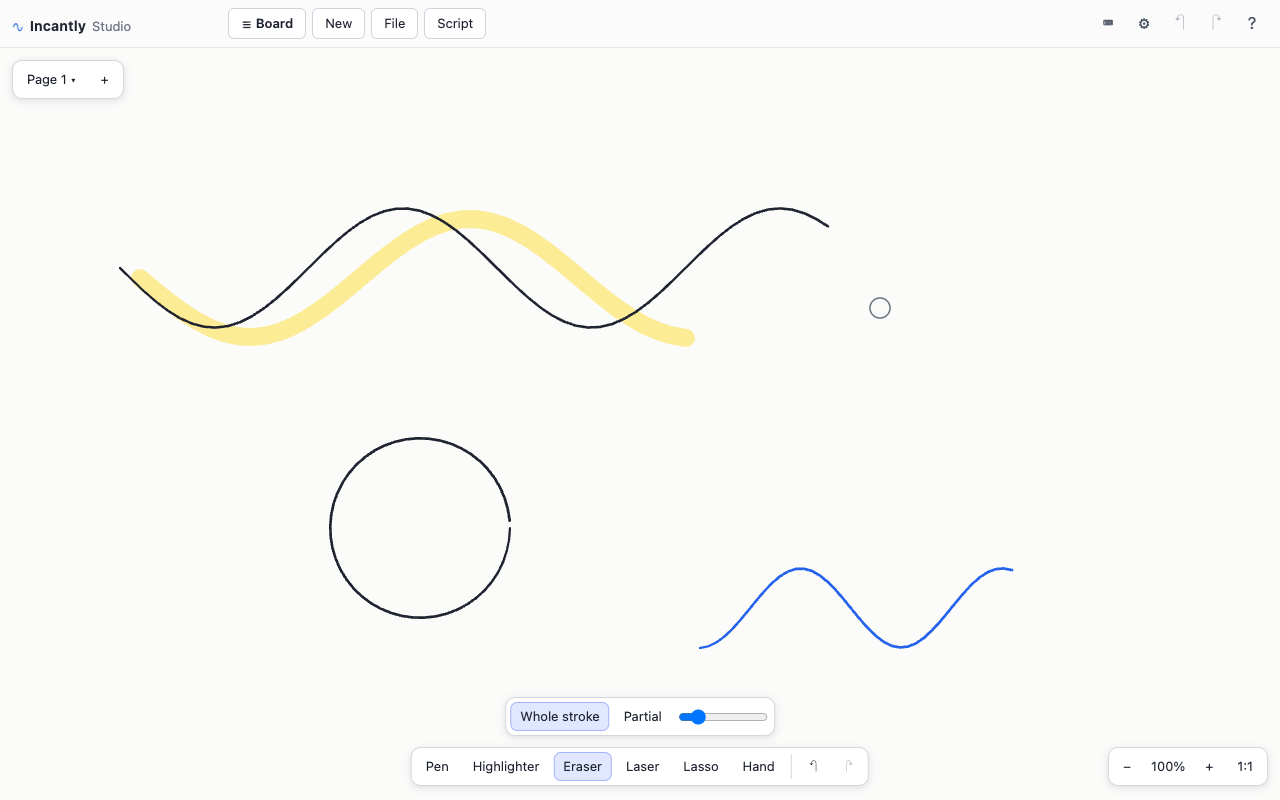 Incantly Studio
≡ Board New File Script
?
Page 1 ▾ +
Whole stroke Partial
Pen Highlighter Eraser Laser Lasso Hand
− 100% + 1:1